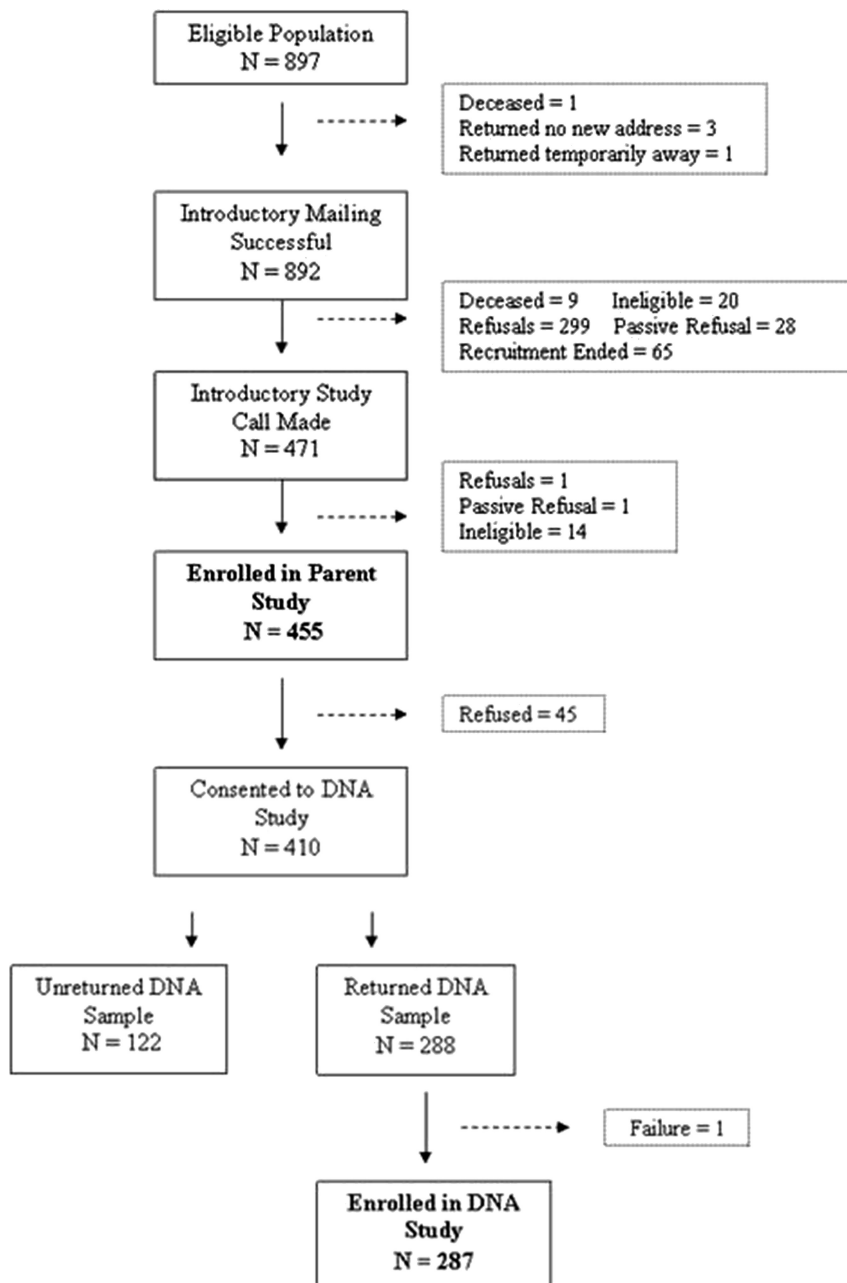 Eligible Population
N = 897
Deceased = 1
Returned no new address = 3
Returned temporarily away = 1
Introductory Mailing
Successful
N = 892
Deceased = 9 Ineligible = 20
Refusals = 299 Passive Refusal = 28
Recruitment Ended = 65
Introductory Study
Call Made
N = 471
Refusals = 1
Passive Refusal = 1
Ineligible = 14
Enrolled in Parent
Study
N = 455
Refused = 45
Consented to DNA
Study
N = 410
Unreturned DNA
Sample
N = 122
Returned DNA
Sample
N = 288
Failure = 1
Enrolled in DNA
Study
N = 287